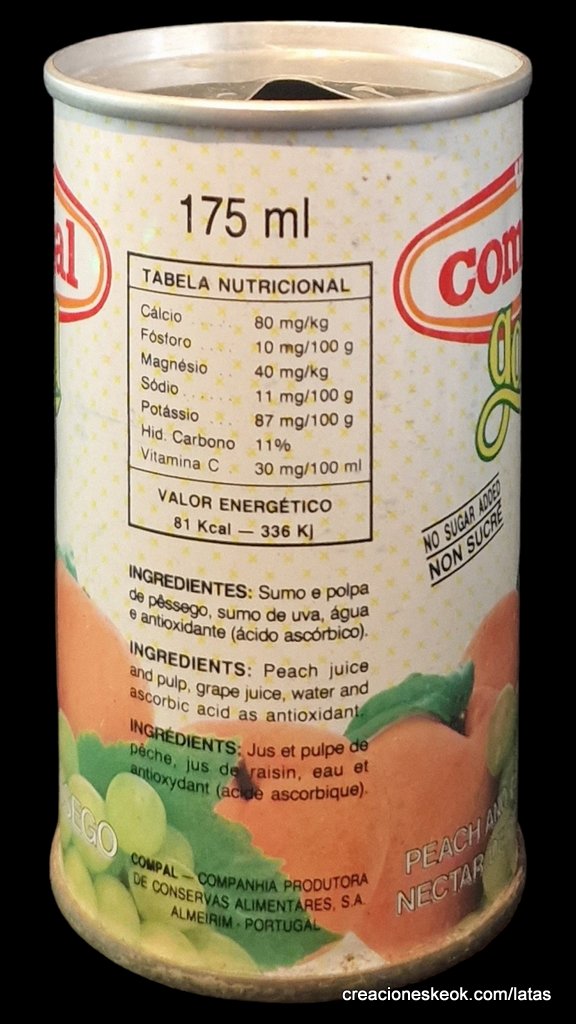 175 ml
TABELA NUTRICIONAL
Cálcio ..... 80 mg/kg
Fósforo .... 10 mg/100 g
Magnésio 40 mg/kg
Sódio ...... 11 mg/100 g
Potássio ... 87 mg/100 g
Hid. Carbono 11%
Vitamina C . 30 mg/100 ml
VALOR ENERGÉTICO
81 Kcal — 336 Kj
INGREDIENTES: Sumo e polpa
de pêssego, sumo de uva, água
e antioxidante (ácido ascórbico).
INGREDIENTS: Peach juice
and pulp, grape juice, water and
ascorbic acid as antioxidant.
INGRÉDIENTS: Jus et pulpe de
pêche, jus de raisin, eau et
antioxydant (acide ascorbique).
COMPAL — COMPANHIA PRODUTORA
DE CONSERVAS ALIMENTARES, S.A.
ALMEIRIM - PORTUGAL
al
com
go
NO SUGAR ADDED
NON SUCRÉ
EGO
PEACH AN
NECTAR
creacioneskeok.com/latas